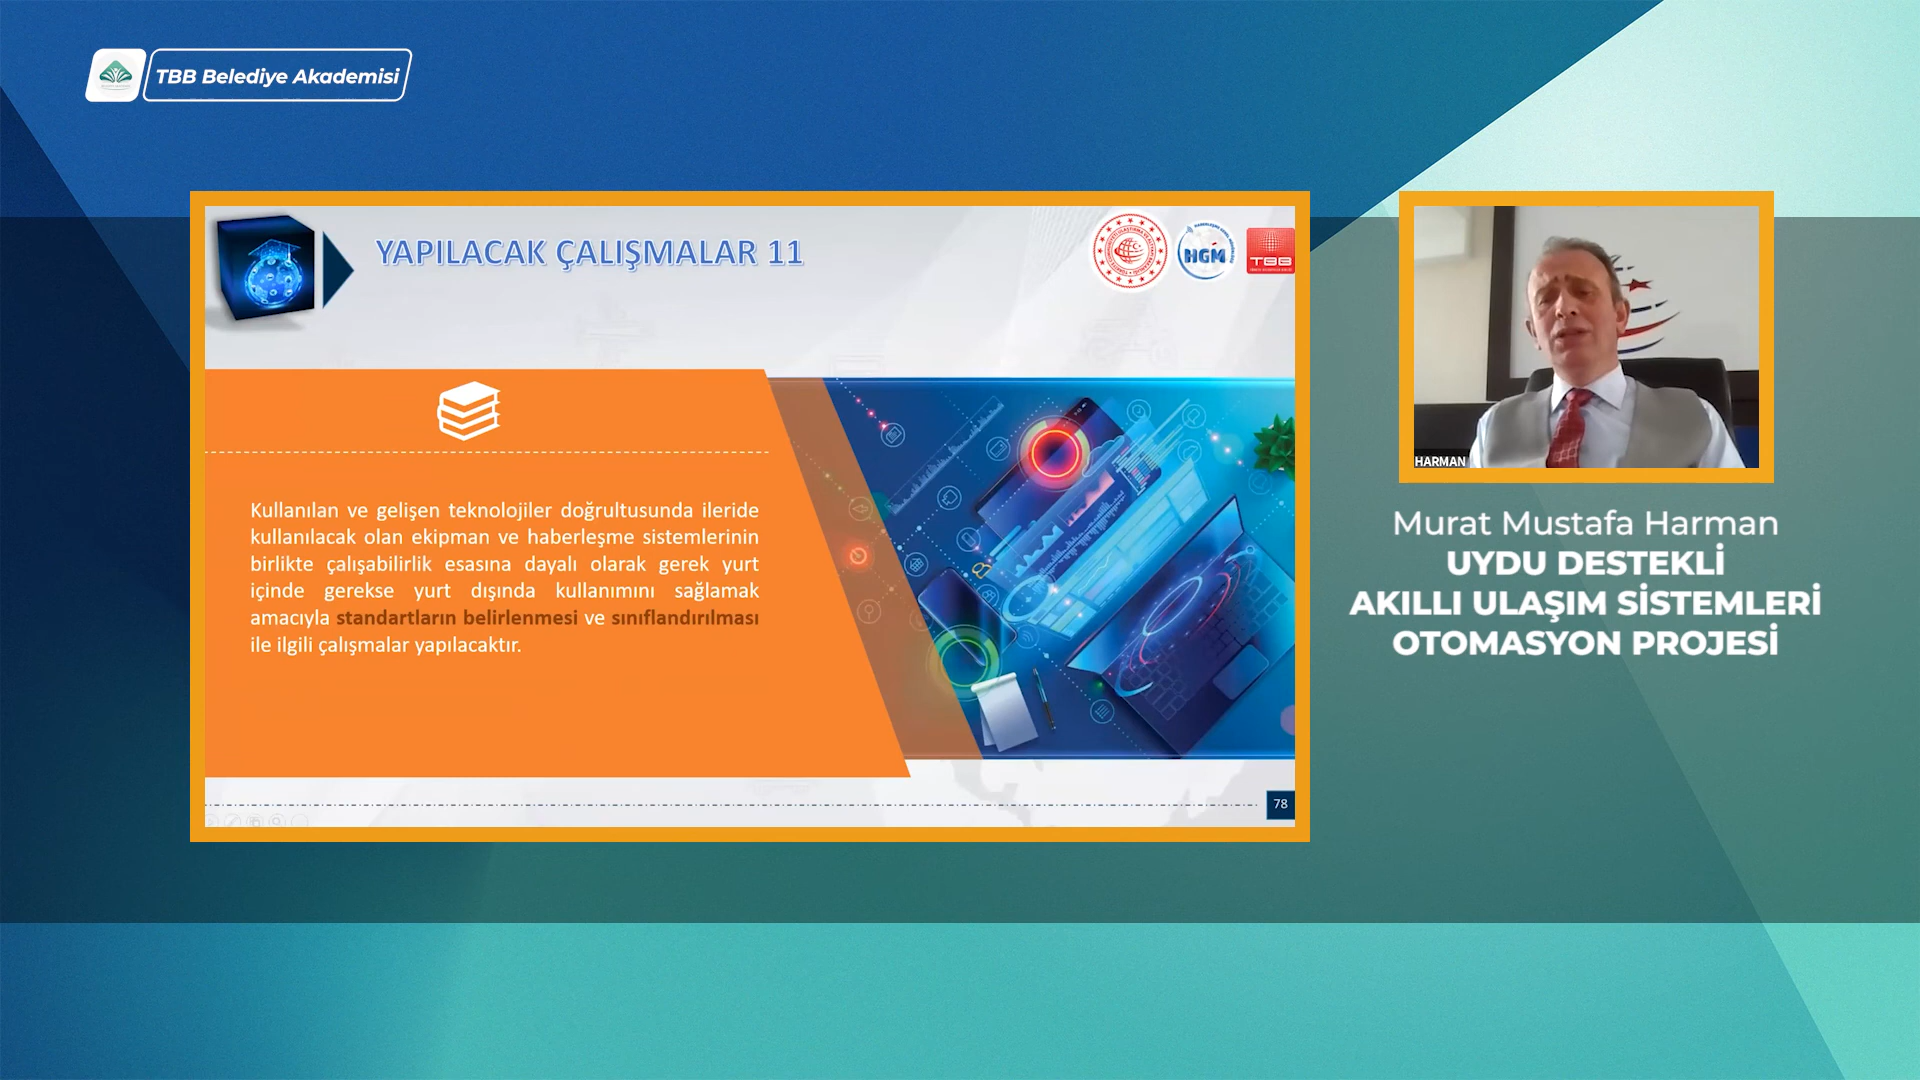 TBB Belediye Akademisi
YAPILACAK ÇALIŞMALAR 11
HGM
TBB
Kullanılan ve gelişen teknolojiler doğrultusunda ileride
kullanılacak olan ekipman ve haberleşme sistemlerinin
birlikte çalışabilirlik esasına dayalı olarak gerek yurt
içinde gerekse yurt dışında kullanımını sağlamak
amacıyla standartların belirlenmesi ve sınıflandırılması
ile ilgili çalışmalar yapılacaktır.
78
HARMAN
Murat Mustafa Harman
UYDU DESTEKLİ
AKILLI ULAŞIM SİSTEMLERİ
OTOMASYON PROJESİ